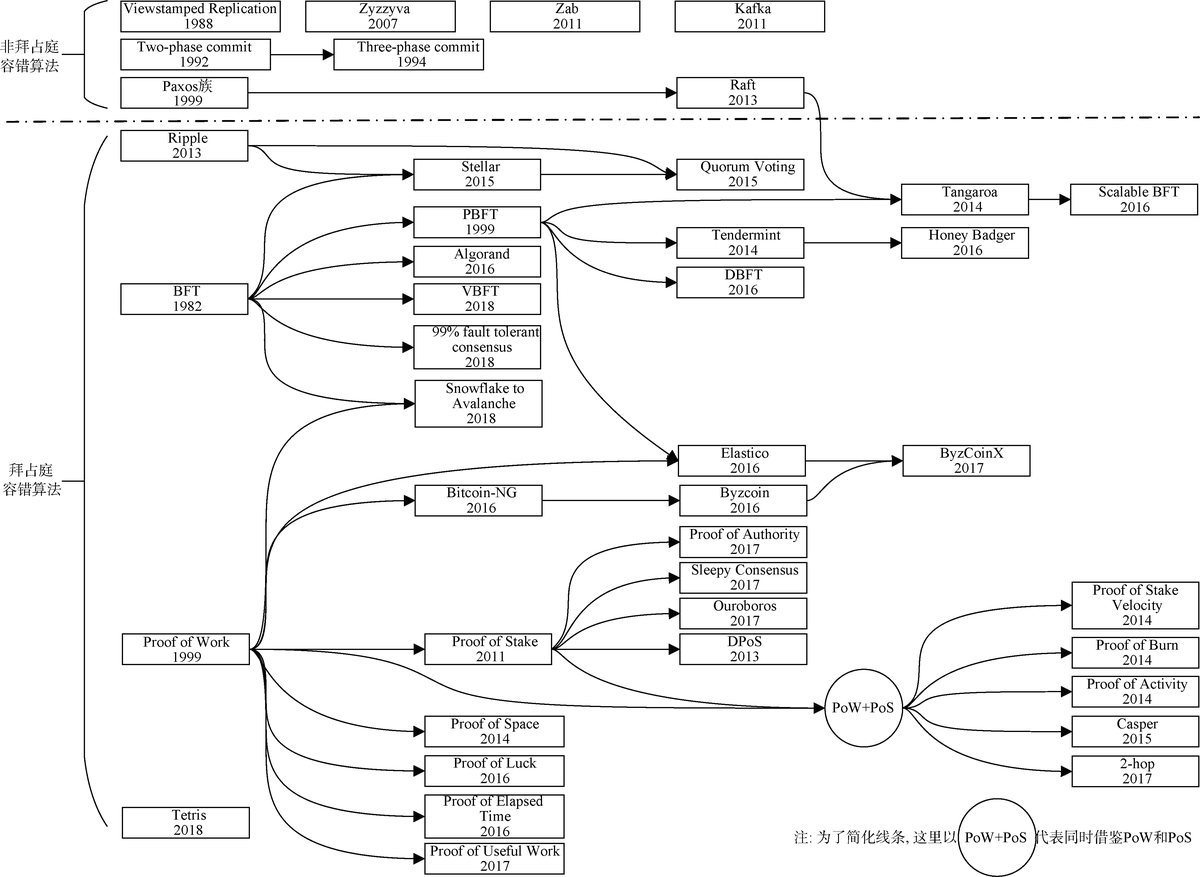 非拜占庭
容错算法
Viewstamped Replication
1988
Zyzzyva
2007
Zab
2011
Kafka
2011
Two-phase commit
1992
Three-phase commit
1994
Paxos族
1999
Raft
2013
拜占庭
容错算法
Ripple
2013
Stellar
2015
Quorum Voting
2015
PBFT
1999
Tangaroa
2014
Scalable BFT
2016
Tendermint
2014
Honey Badger
2016
Algorand
2016
DBFT
2016
BFT
1982
VBFT
2018
99% fault tolerant
consensus
2018
Snowflake to
Avalanche
2018
Elastico
2016
ByzCoinX
2017
Bitcoin-NG
2016
Byzcoin
2016
Proof of Authority
2017
Sleepy Consensus
2017
Ouroboros
2017
Proof of Work
1999
Proof of Stake
2011
DPoS
2013
PoW+PoS
Proof of Stake
Velocity
2014
Proof of Burn
2014
Proof of Activity
2014
Casper
2015
2-hop
2017
Proof of Space
2014
Proof of Luck
2016
Proof of Elapsed
Time
2016
Proof of Useful Work
2017
Tetris
2018
注: 为了简化线条, 这里以 PoW+PoS 代表同时借鉴PoW和PoS